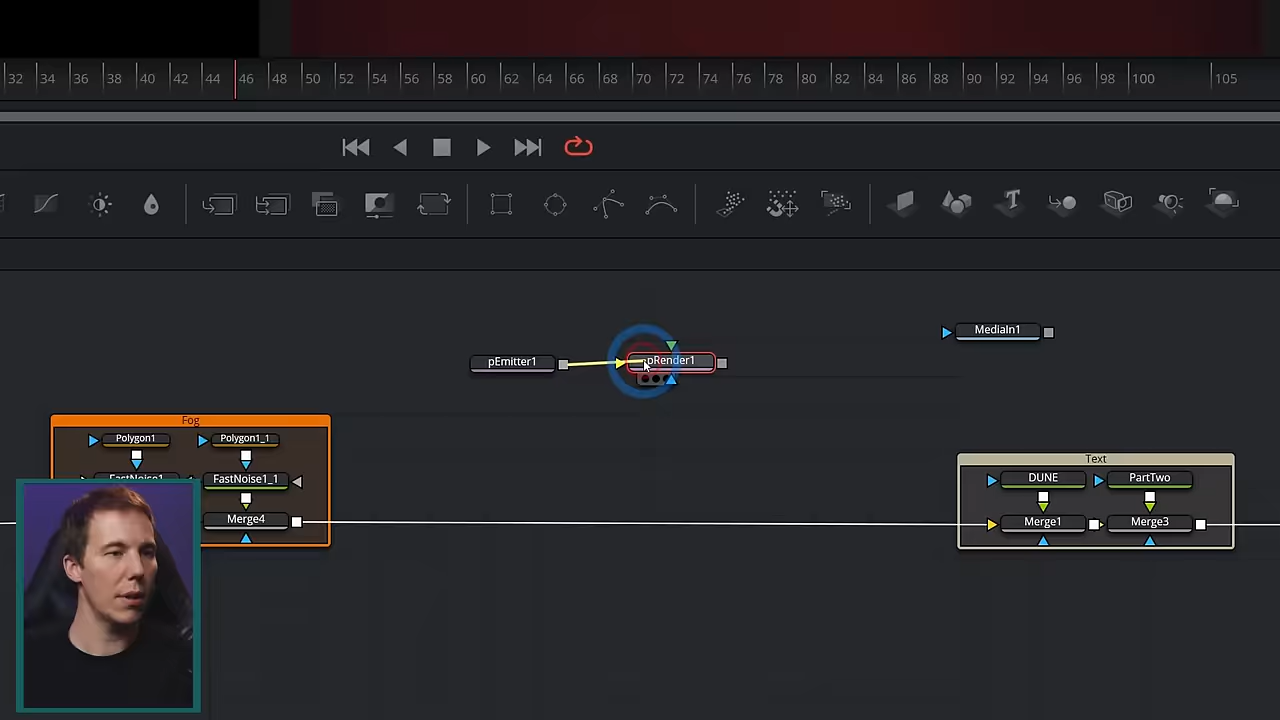 32 34 36 38 40 42 44 46 48 50 52 54 56 58 60 62 64 66 68 70 72 74 76 78 80 82 84 86 88 90 92 94 96 98 100 105
MediaIn1
pEmitter1 pRender1
Fog
Polygon1 Polygon1_1
FastNoise1 FastNoise1_1
Merge4
Text
DUNE PartTwo
Merge1 Merge3